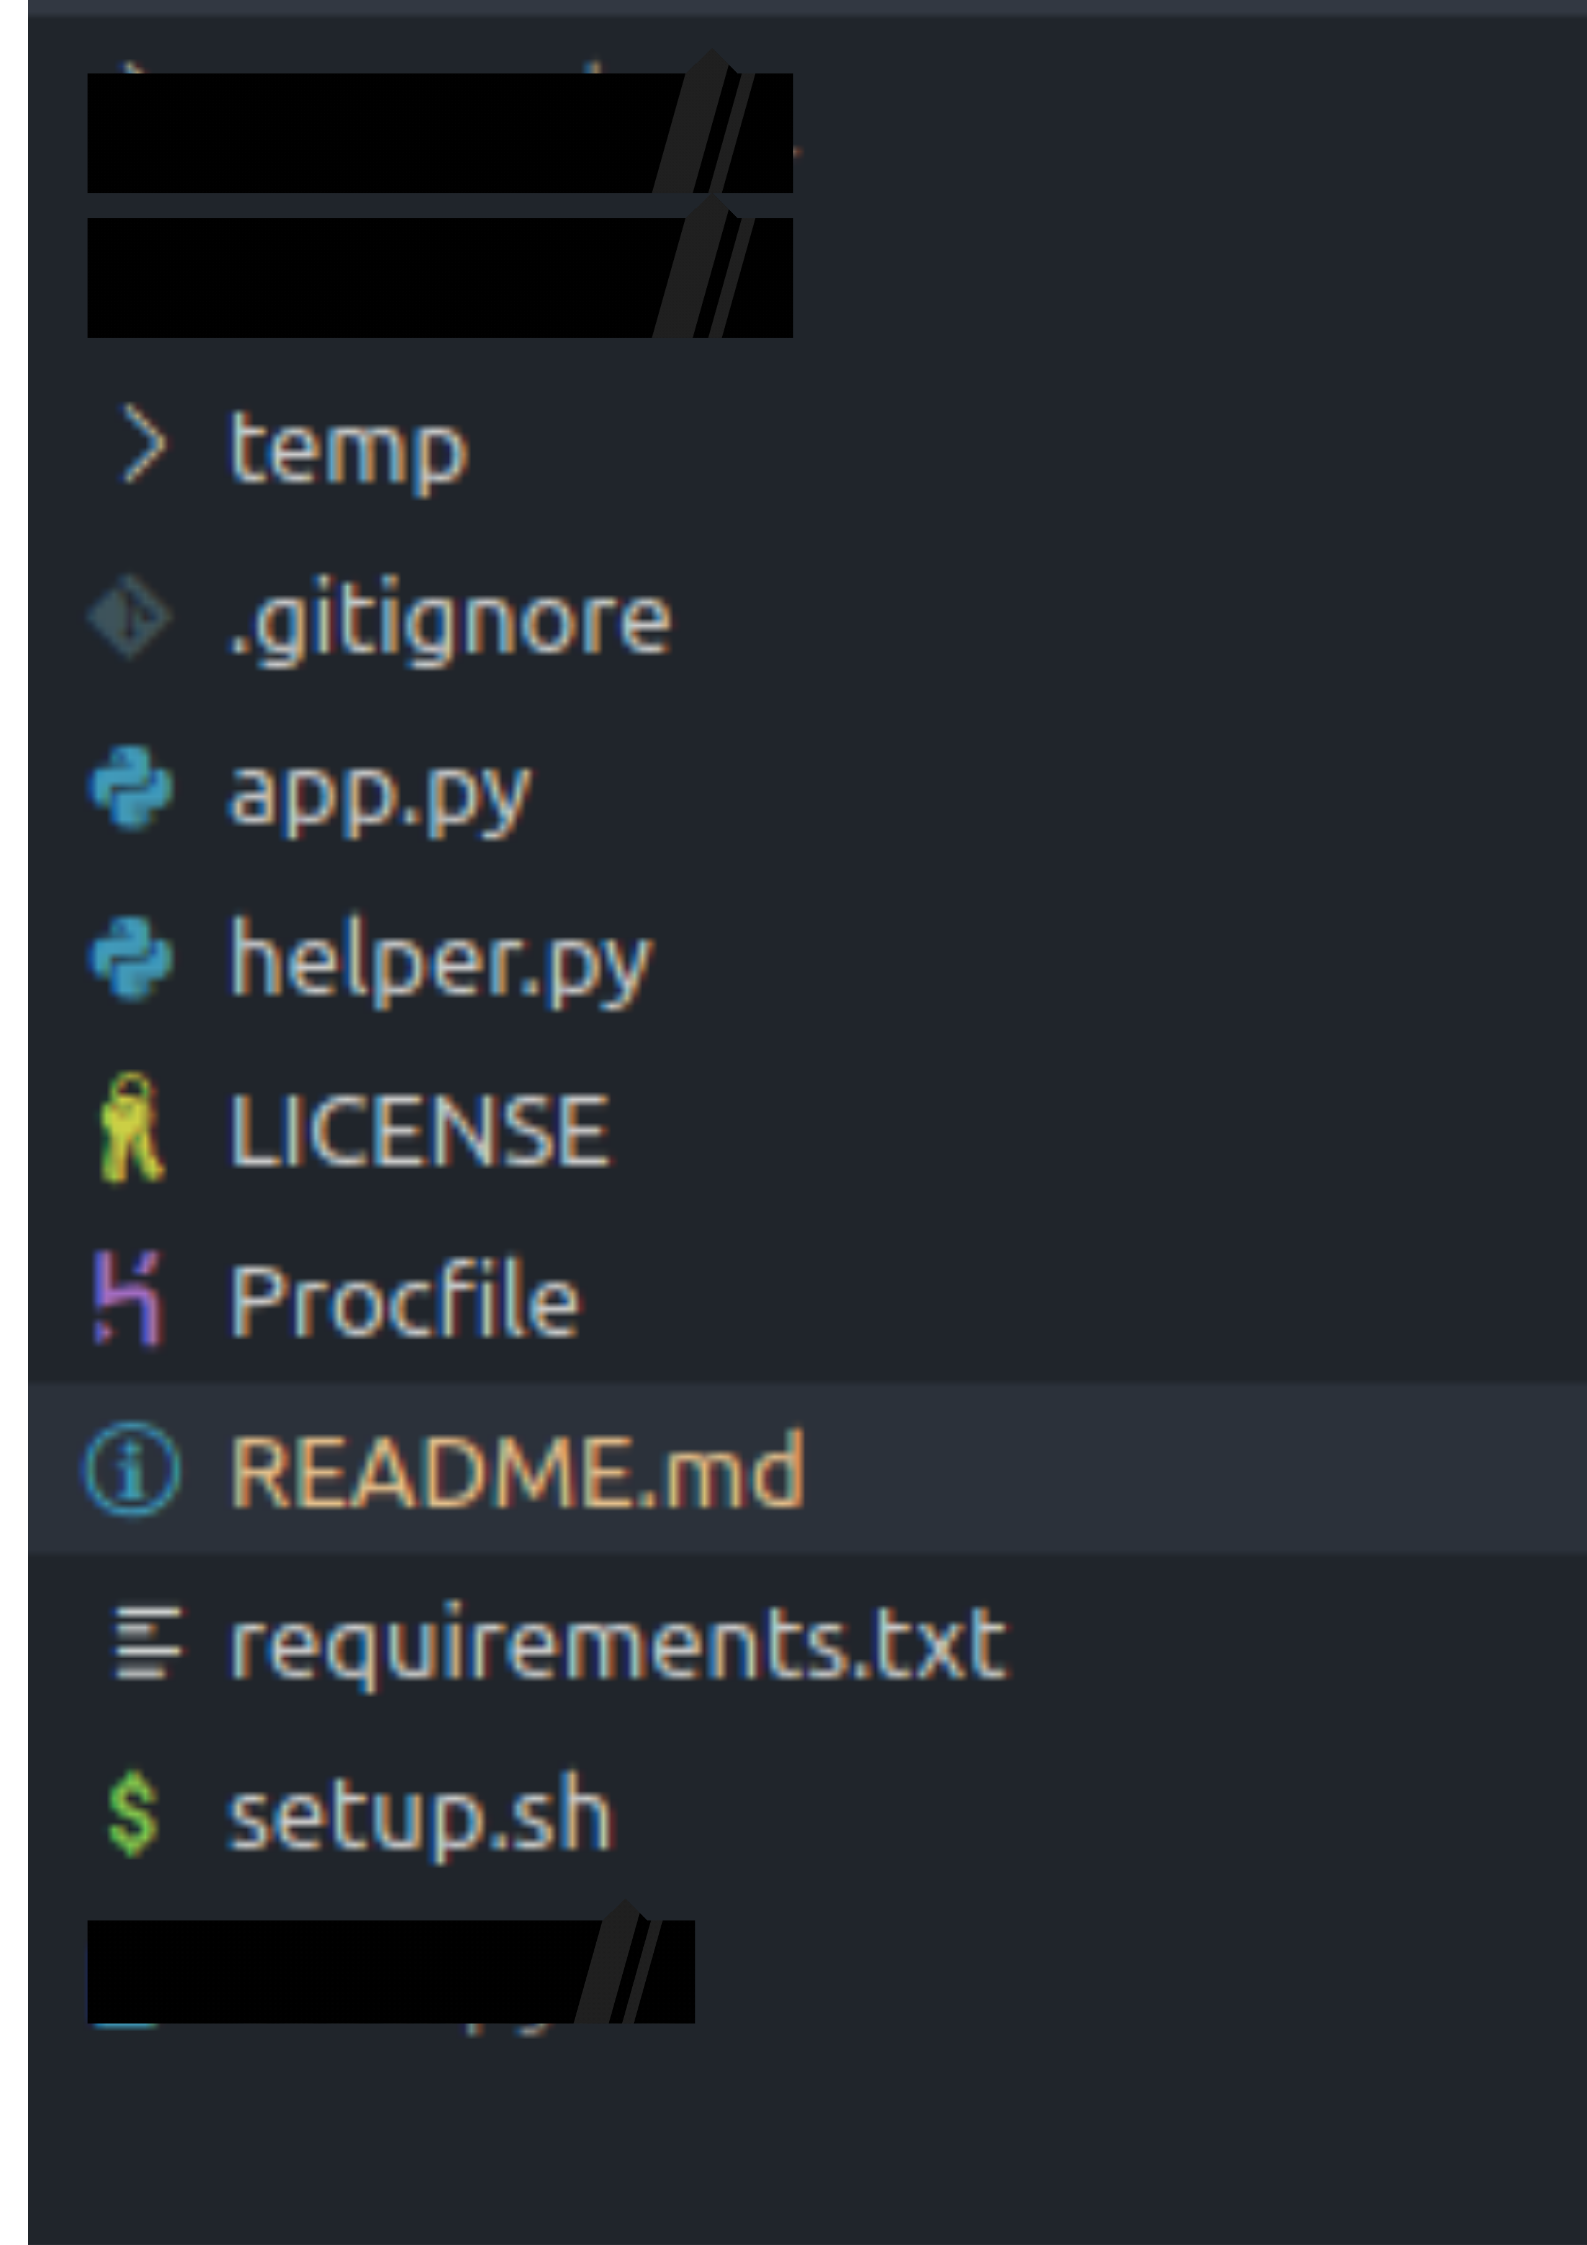 temp
.gitignore
app.py
helper.py
LICENSE
Procfile
README.md
requirements.txt
setup.sh